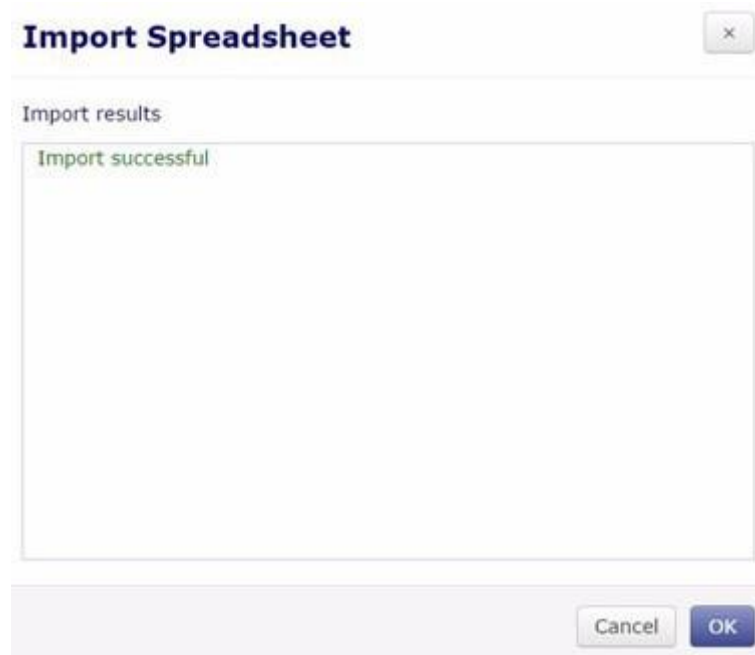 Import Spreadsheet
×
Import results
Import successful
Cancel
OK